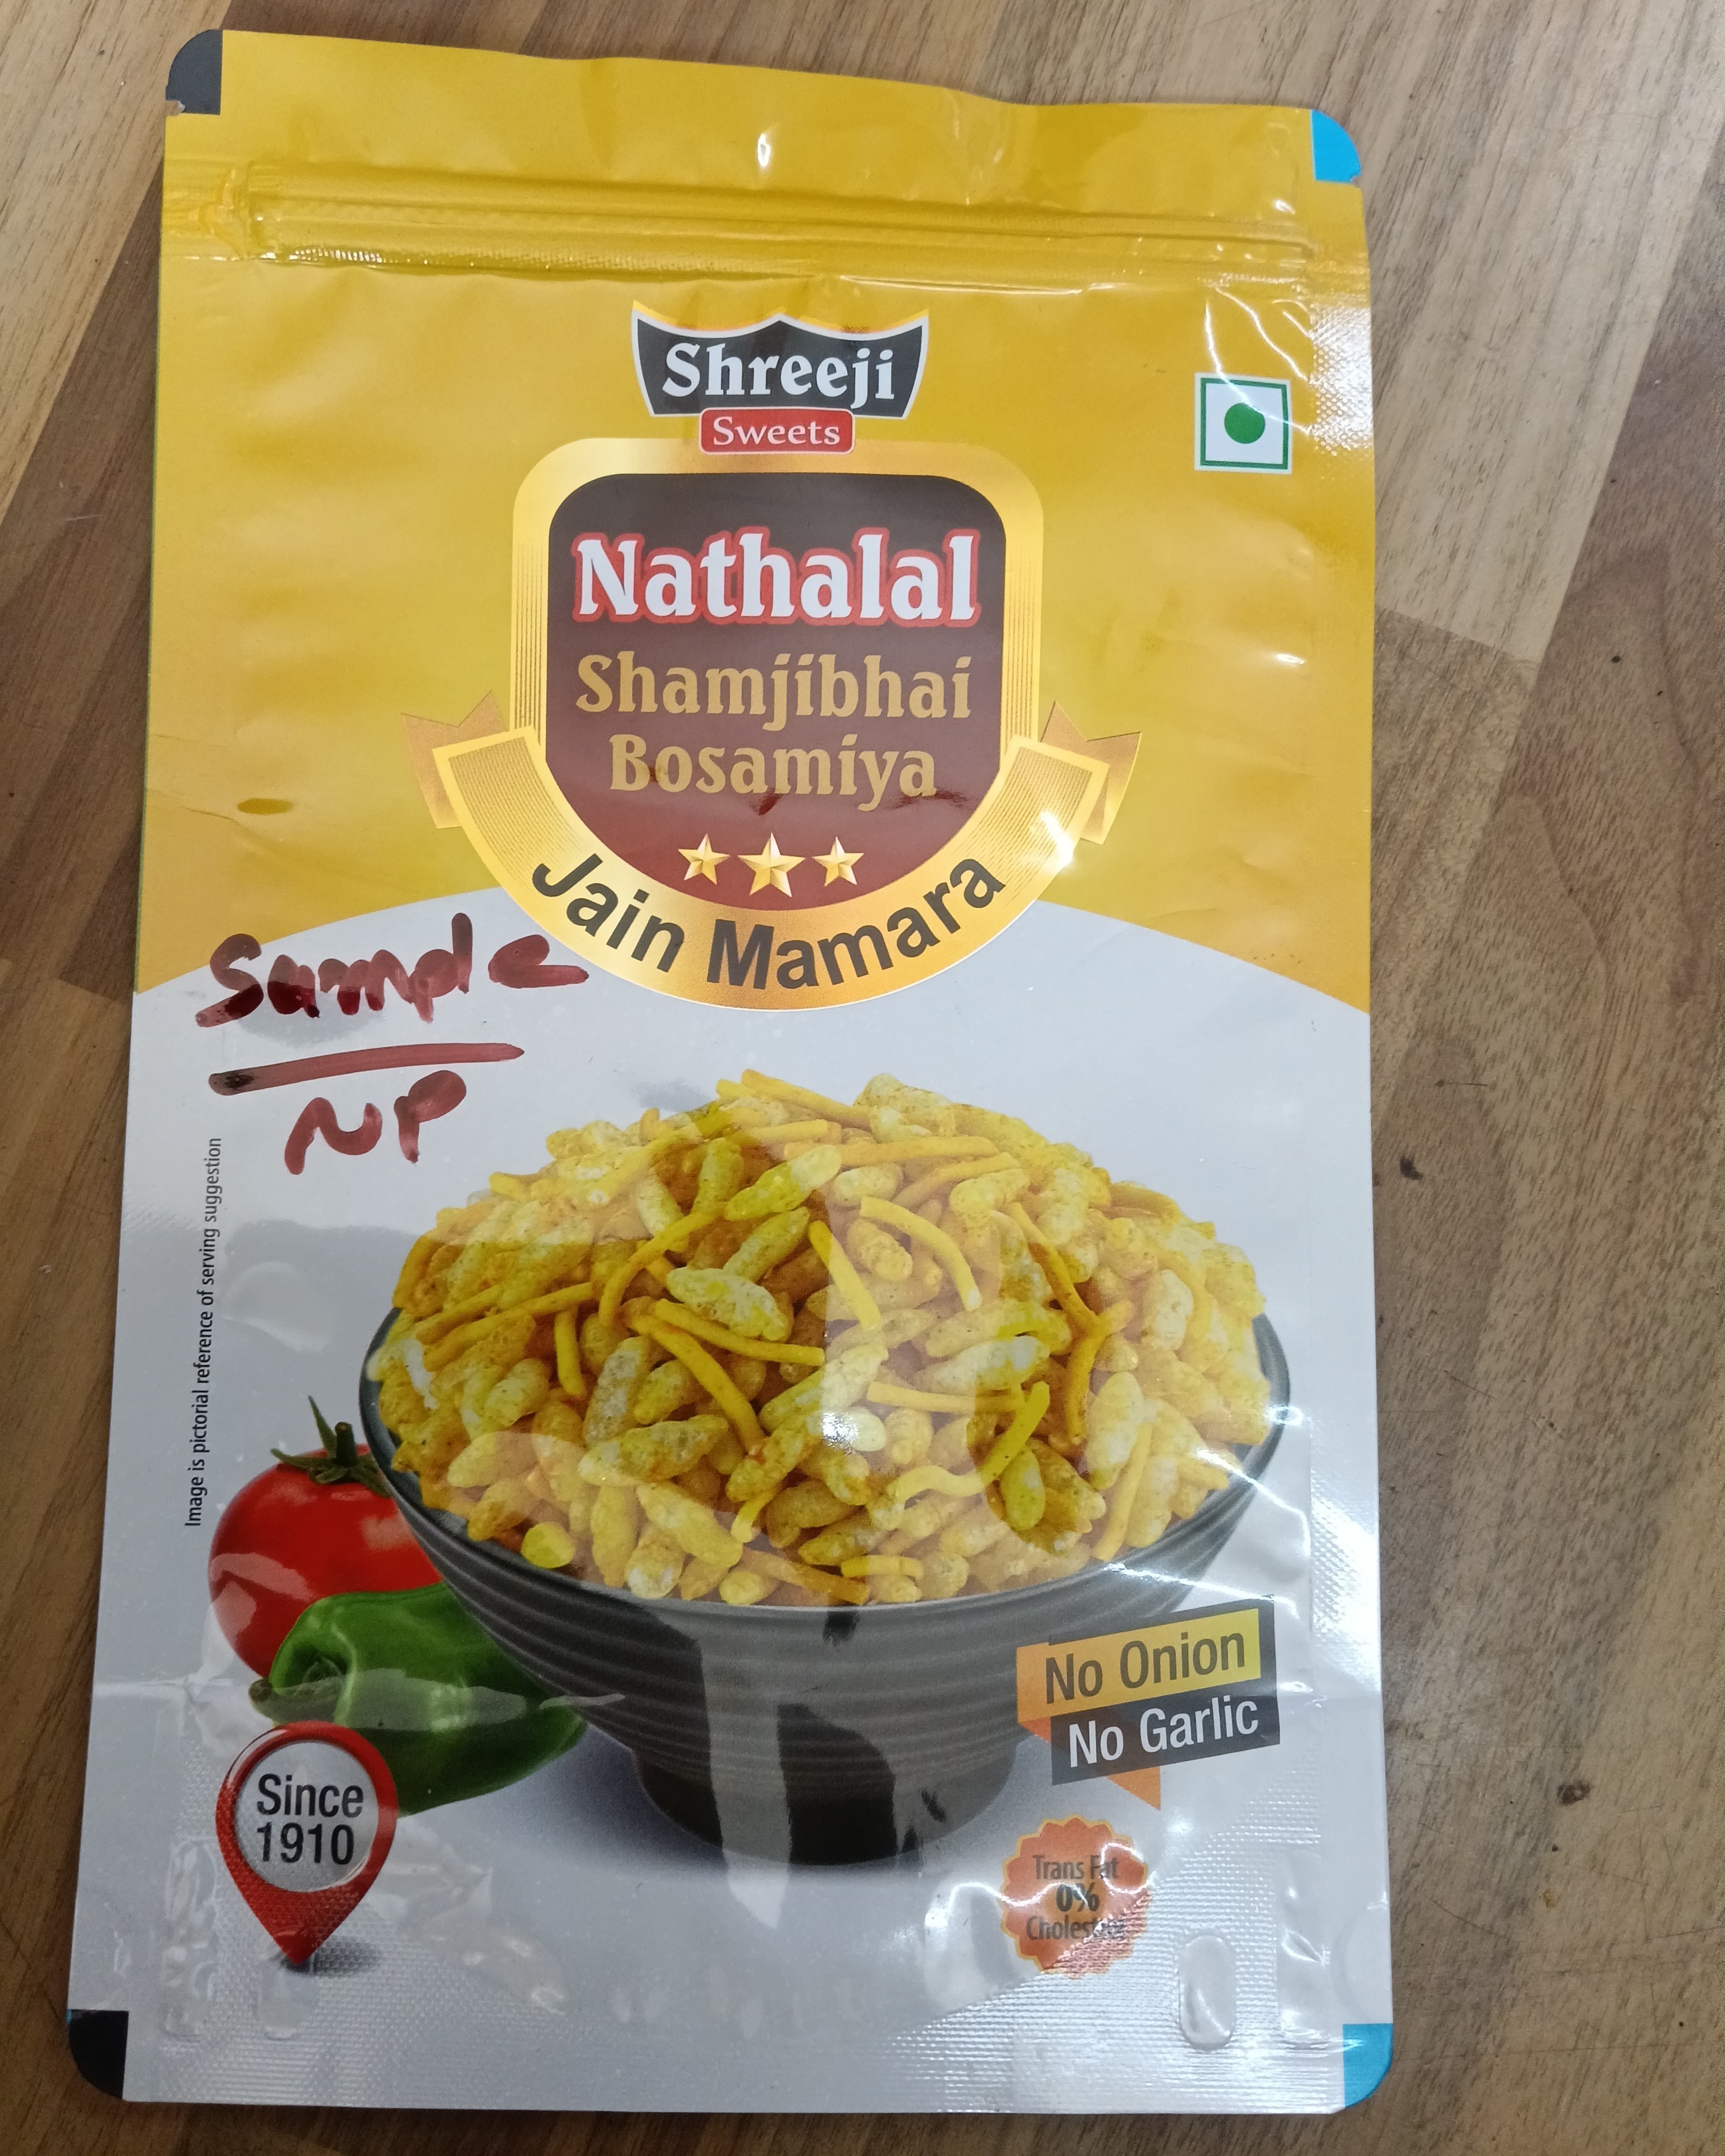 Shreeji
Sweets
Nathalal
Shamjibhai
Bosamiya
Jain Mamara
Sample
NP
Image is pictorial reference of serving suggestion
No Onion
No Garlic
Since
1910
Trans Fat
0%
Cholesterol